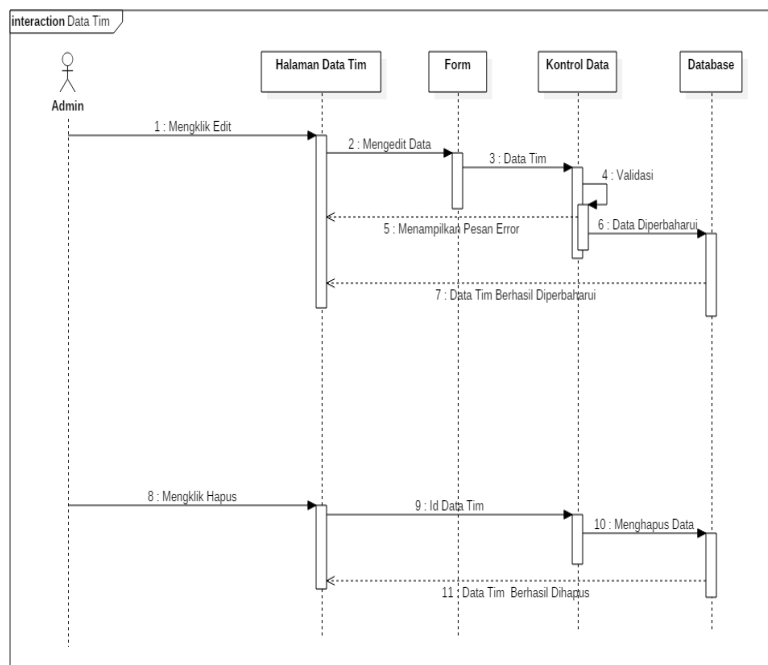 interaction Data Tim
Halaman Data Tim
Form
Kontrol Data
Database
Admin
1 : Mengklik Edit
2 : Mengedit Data
3 : Data Tim
4 : Validasi
5 : Menampilkan Pesan Error
6 : Data Diperbaharui
7 : Data Tim Berhasil Diperbaharui
8 : Mengklik Hapus
9 : Id Data Tim
10 : Menghapus Data
11 : Data Tim Berhasil Dihapus